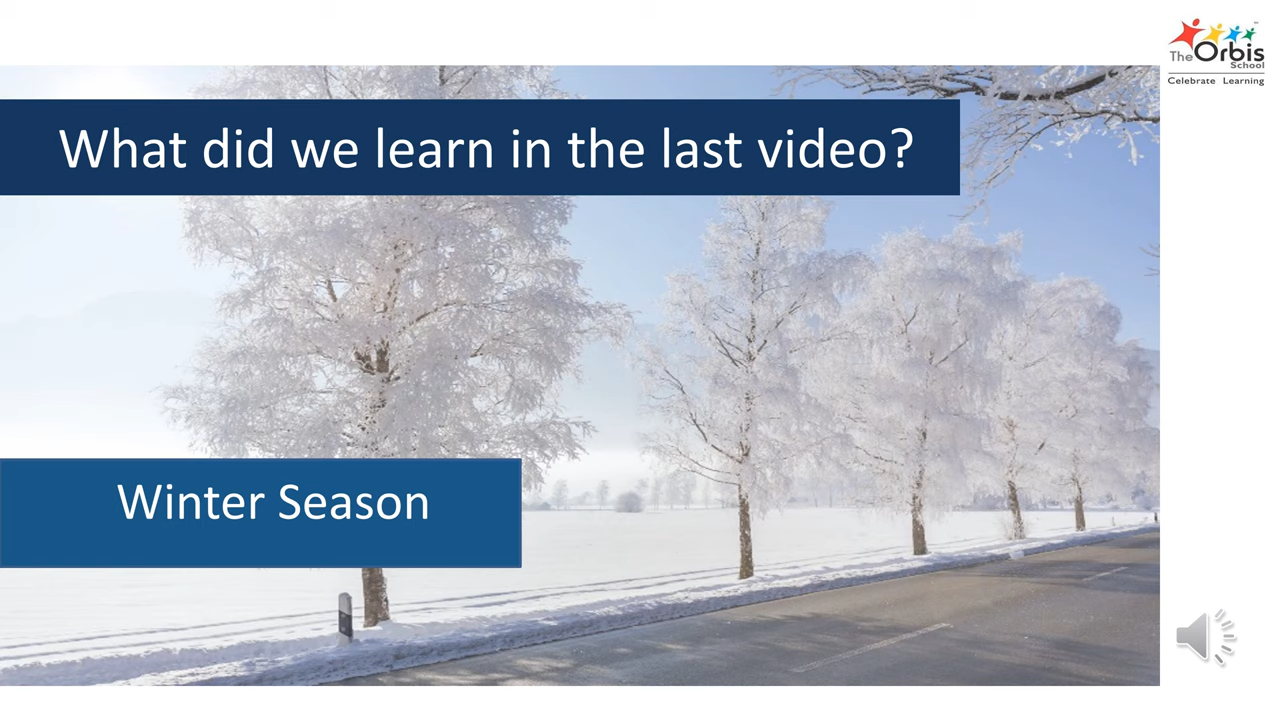 The Orbis
School
Celebrate Learning
What did we learn in the last video?
Winter Season